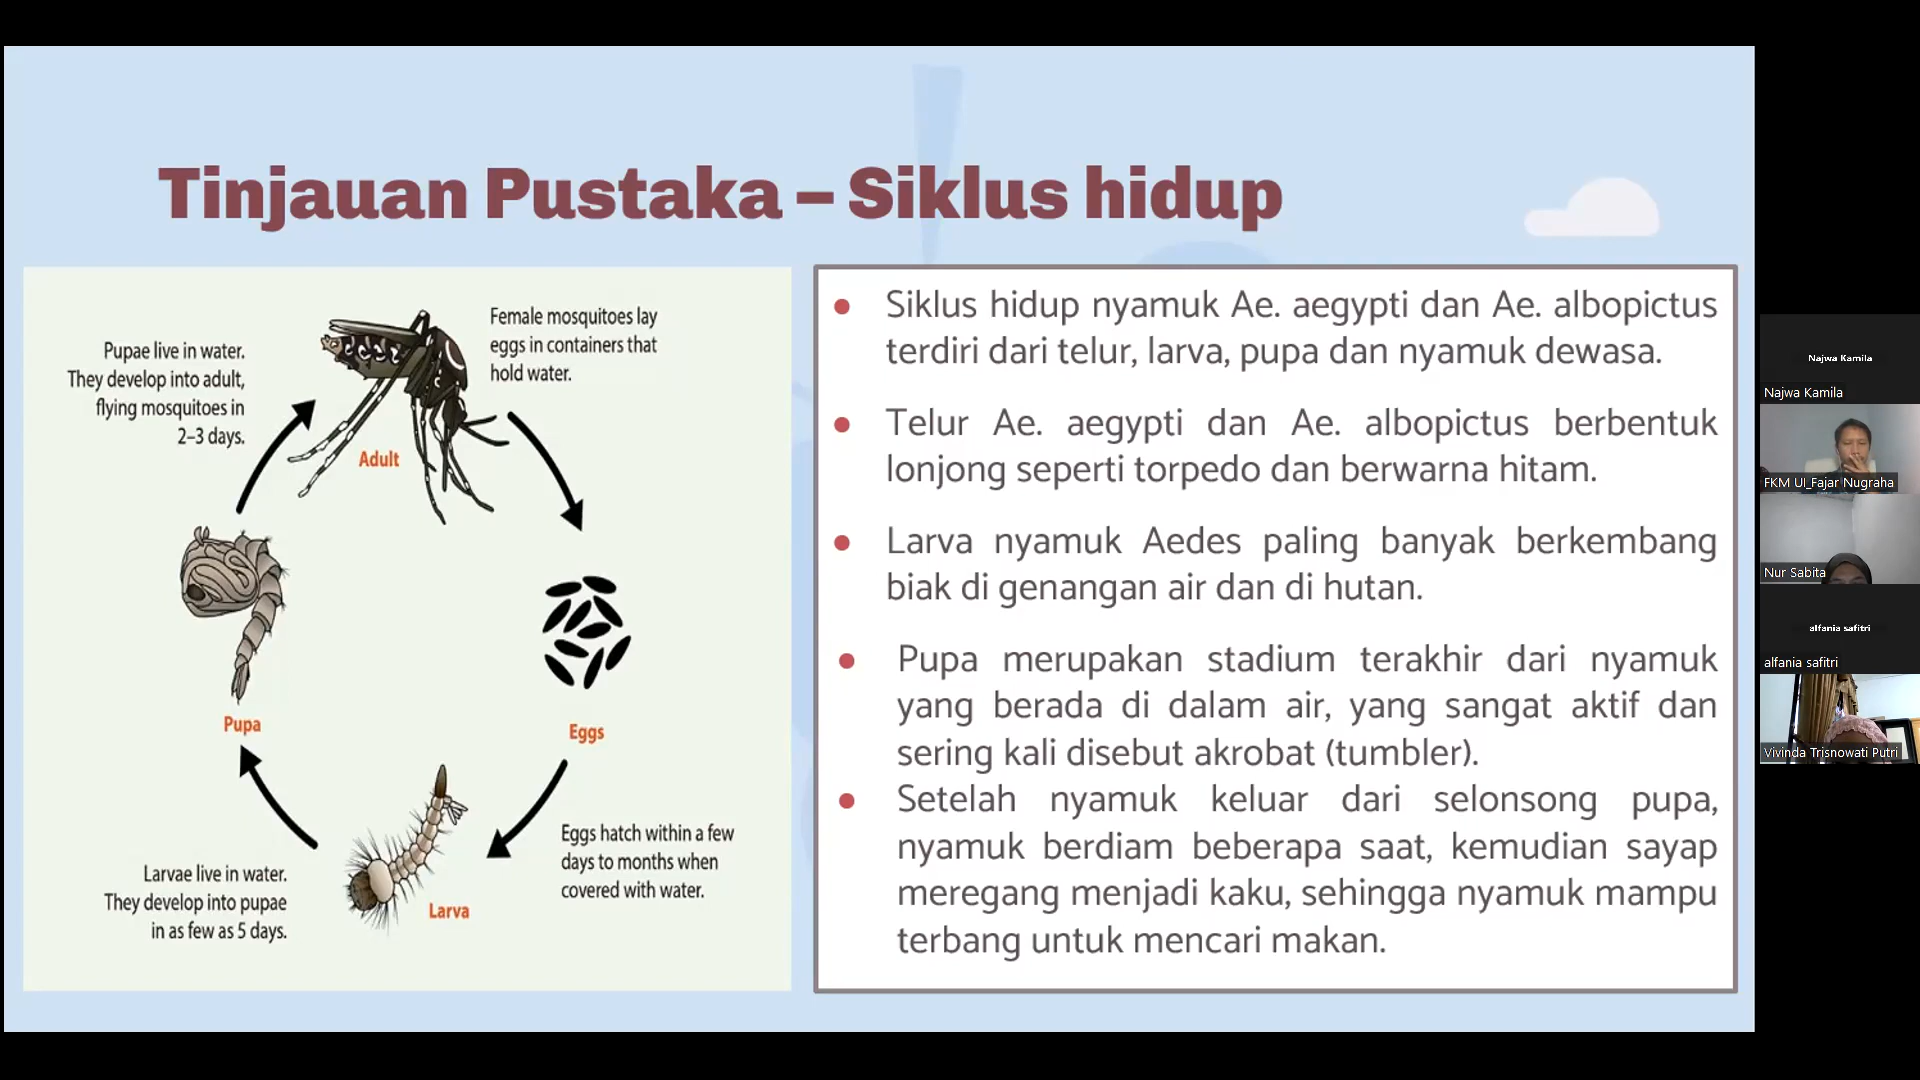 Tinjauan Pustaka – Siklus hidup
Female mosquitoes lay
eggs in containers that
hold water.
Pupae live in water.
They develop into adult,
flying mosquitoes in
2–3 days.
Adult
Pupa
Eggs
Eggs hatch within a few
days to months when
covered with water.
Larvae live in water.
They develop into pupae
in as few as 5 days.
Larva
● Siklus hidup nyamuk Ae. aegypti dan Ae. albopictus
terdiri dari telur, larva, pupa dan nyamuk dewasa.
● Telur Ae. aegypti dan Ae. albopictus berbentuk
lonjong seperti torpedo dan berwarna hitam.
● Larva nyamuk Aedes paling banyak berkembang
biak di genangan air dan di hutan.
● Pupa merupakan stadium terakhir dari nyamuk
yang berada di dalam air, yang sangat aktif dan
sering kali disebut akrobat (tumbler).
● Setelah nyamuk keluar dari selonsong pupa,
nyamuk berdiam beberapa saat, kemudian sayap
meregang menjadi kaku, sehingga nyamuk mampu
terbang untuk mencari makan.
Najwa Kamila
Najwa Kamila
FKM UI_Fajar Nugraha
Nur Sabita
alfania safitri
alfania safitri
Vivinda Trisnowati Putri